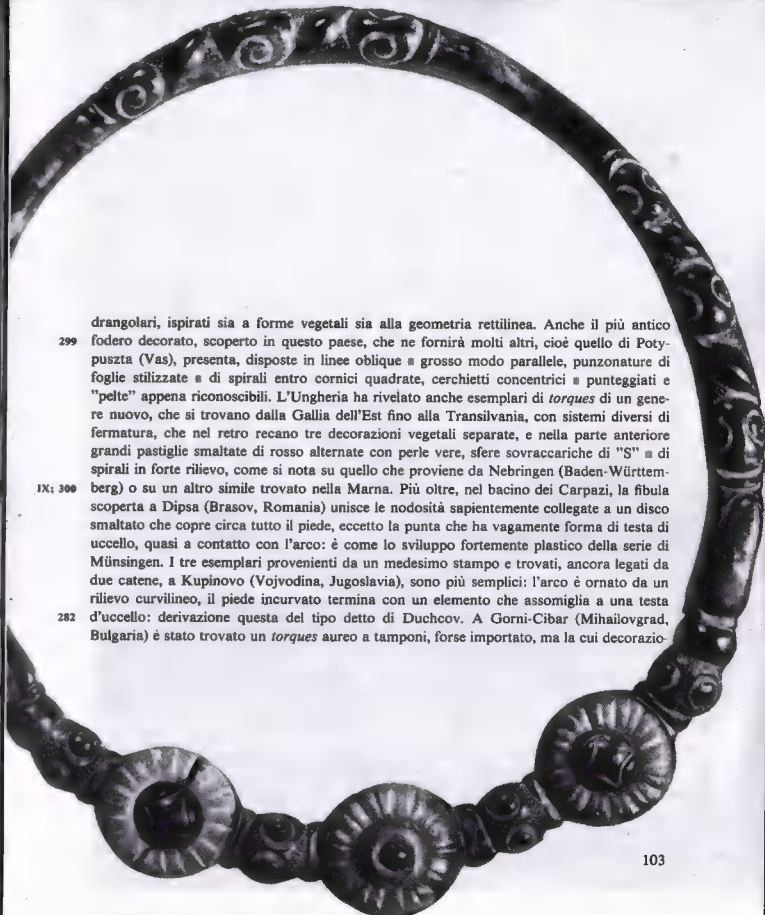 drangolari, ispirati sia a forme vegetali sia alla geometria rettilinea. Anche il più antico
299 fodero decorato, scoperto in questo paese, che ne fornirà molti altri, cioè quello di Poty-
puszta (Vas), presenta, disposte in linee oblique e grosso modo parallele, punzonature di
foglie stilizzate e di spirali entro cornici quadrate, cerchietti concentrici e punteggiati e
"pelte" appena riconoscibili. L'Ungheria ha rivelato anche esemplari di torques di un gene-
re nuovo, che si trovano dalla Gallia dell'Est fino alla Transilvania, con sistemi diversi di
fermatura, che nel retro recano tre decorazioni vegetali separate, e nella parte anteriore
grandi pastiglie smaltate di rosso alternate con perle vere, sfere sovraccariche di "S" e di
spirali in forte rilievo, come si nota su quello che proviene da Nebringen (Baden-Württem-
IX; 300 berg) o su un altro simile trovato nella Marna. Più oltre, nel bacino dei Carpazi, la fibula
scoperta a Dipsa (Brasov, Romania) unisce le nodosità sapientemente collegate a un disco
smaltato che copre circa tutto il piede, eccetto la punta che ha vagamente forma di testa di
uccello, quasi a contatto con l'arco: è come lo sviluppo fortemente plastico della serie di
Münsingen. I tre esemplari provenienti da un medesimo stampo e trovati, ancora legati da
due catene, a Kupinovo (Vojvodina, Jugoslavia), sono più semplici: l'arco è ornato da un
rilievo curvilineo, il piede incurvato termina con un elemento che assomiglia a una testa
282 d'uccello: derivazione questa del tipo detto di Duchcov. A Gorni-Cibar (Mihailovgrad,
Bulgaria) è stato trovato un torques aureo a tamponi, forse importato, ma la cui decorazio-
103